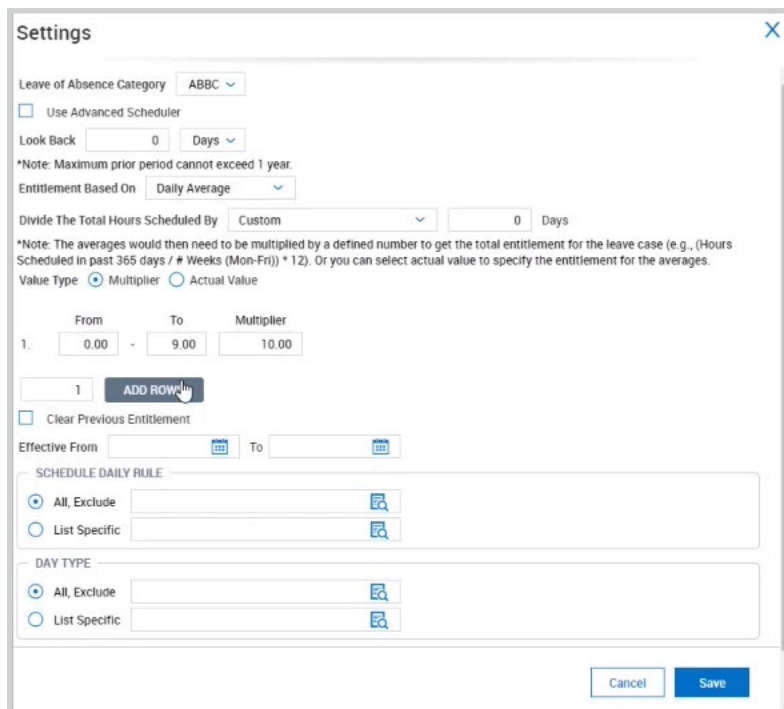 Settings
Leave of Absence Category ABBC
Use Advanced Scheduler
Look Back 0 Days
*Note: Maximum prior period cannot exceed 1 year.
Entitlement Based On Daily Average
Divide The Total Hours Scheduled By Custom 0 Days
*Note: The averages would then need to be multiplied by a defined number to get the total entitlement for the leave case (e.g., (Hours
Scheduled in past 365 days / # Weeks (Mon-Fri)) * 12). Or you can select actual value to specify the entitlement for the averages.
Value Type Multiplier Actual Value
From To Multiplier
1. 0.00 - 9.00 10.00
1 ADD ROW
Clear Previous Entitlement
Effective From To
SCHEDULE DAILY RULE
All, Exclude
List Specific
DAY TYPE
All, Exclude
List Specific
Cancel Save